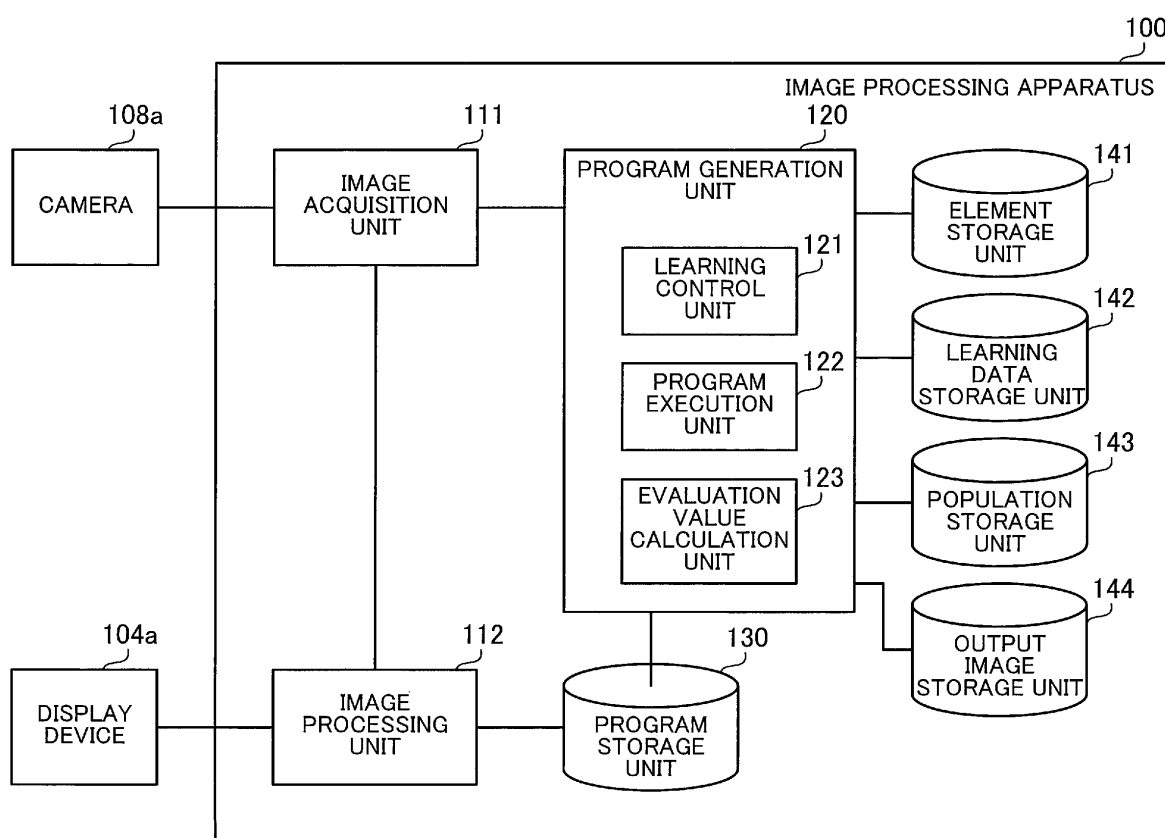 100
IMAGE PROCESSING APPARATUS
108a
CAMERA
111
IMAGE
ACQUISITION
UNIT
120
PROGRAM GENERATION
UNIT
121
LEARNING
CONTROL
UNIT
122
PROGRAM
EXECUTION
UNIT
123
EVALUATION
VALUE
CALCULATION
UNIT
141
ELEMENT
STORAGE
UNIT
142
LEARNING
DATA
STORAGE UNIT
143
POPULATION
STORAGE
UNIT
144
OUTPUT
IMAGE
STORAGE UNIT
104a
DISPLAY
DEVICE
112
IMAGE
PROCESSING
UNIT
130
PROGRAM
STORAGE
UNIT